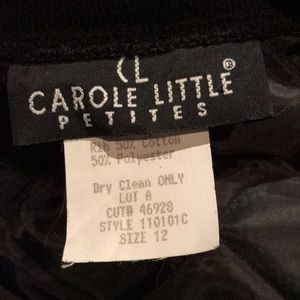 CL
CAROLE LITTLE®
PETITES
Rib 50% Cotton
50% Polyester
Dry Clean ONLY
LOT A
CUT# 46928
STYLE 110101C
SIZE 12